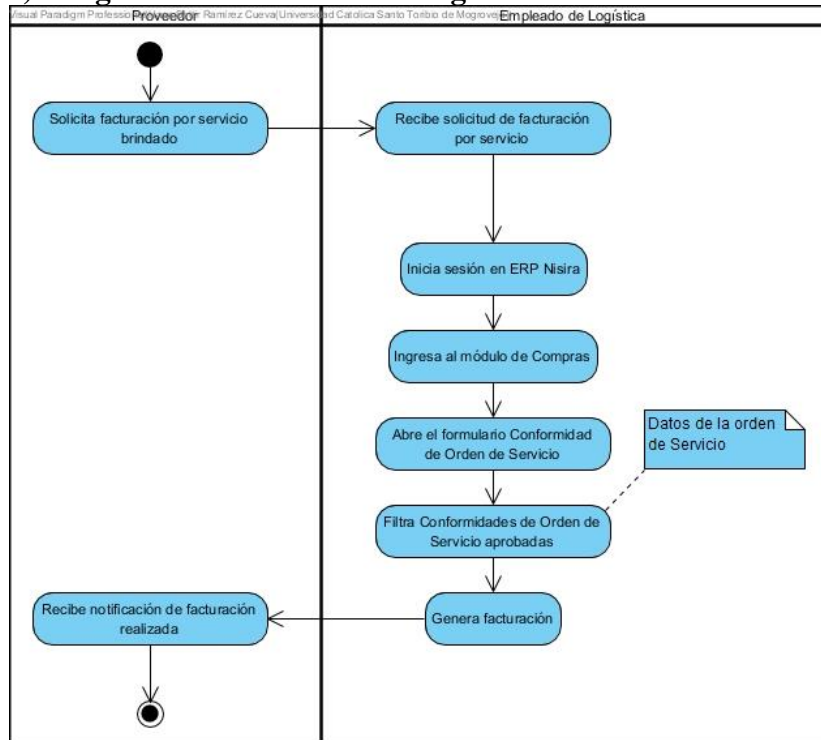 Proveedor
Empleado de Logística
Solicita facturación por servicio
brindado
Recibe solicitud de facturación
por servicio
Inicia sesión en ERP Nisira
Ingresa al módulo de Compras
Abre el formulario Conformidad
de Orden de Servicio
Datos de la orden
de Servicio
Filtra Conformidades de Orden de
Servicio aprobadas
Recibe notificación de facturación
realizada
Genera facturación